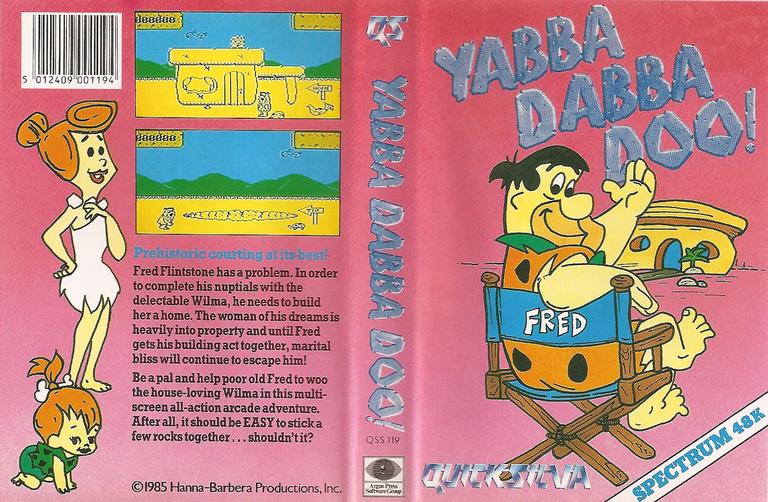 5 012409 001194
HOME
Prehistoric courting at its best!
Fred Flintstone has a problem. In order
to complete his nuptials with the
delectable Wilma, he needs to build
her a home. The woman of his dreams is
heavily into property and until Fred
gets his building act together, marital
bliss will continue to escape him!
Be a pal and help poor old Fred to woo
the house-loving Wilma in this multi-
screen all-action arcade adventure.
After all, it should be EASY to stick a
few rocks together . . . shouldn't it?
©1985 Hanna-Barbera Productions, Inc.
QS
YABBA DABBA DOO!
QSS 119
Argus Press
Software Group
YABBA
DABBA
DOO!
FRED
QUICKSILVA
SPECTRUM 48K